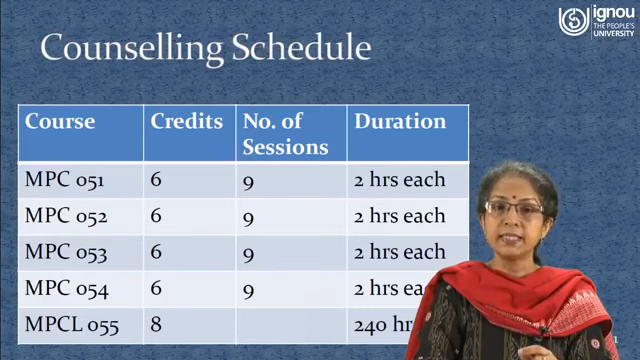 ignou
THE PEOPLE'S
UNIVERSITY
Counselling Schedule
Course Credits No. of Sessions Duration
MPC 051 6 9 2 hrs each
MPC 052 6 9 2 hrs each
MPC 053 6 9 2 hrs each
MPC 054 6 9 2 hrs
MPCL 055 8 240
1